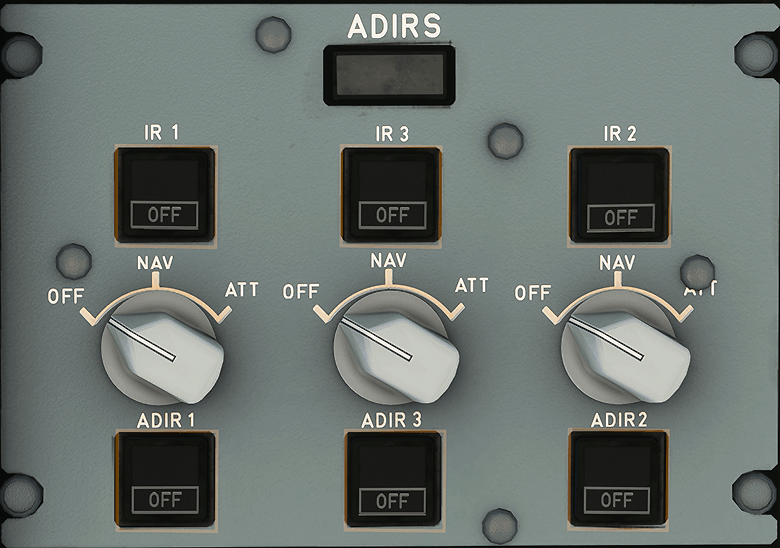 ADIRS
IR 1 IR 3 IR 2
OFF OFF OFF
NAV NAV NAV
OFF ATT OFF ATT OFF ATT
ADIR 1 ADIR 3 ADIR2
OFF OFF OFF